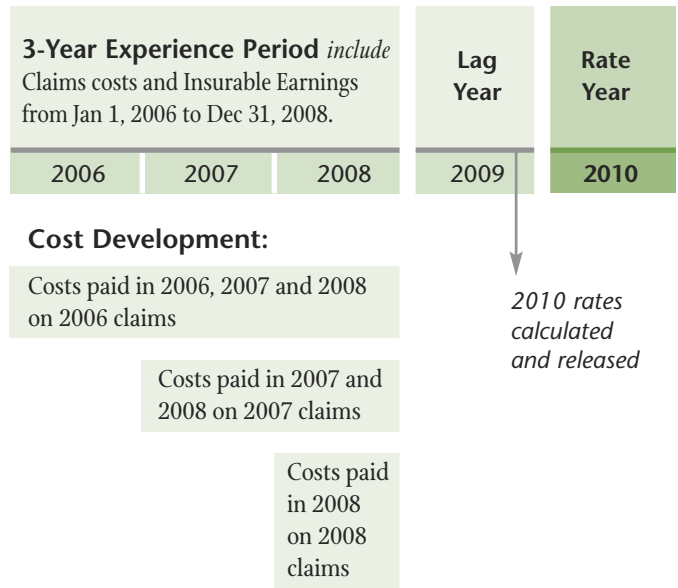 3-Year Experience Period include
Claims costs and Insurable Earnings
from Jan 1, 2006 to Dec 31, 2008.
Lag
Year
Rate
Year
2006
2007
2008
2009
2010
Cost Development:
Costs paid in 2006, 2007 and 2008
on 2006 claims
Costs paid in 2007 and
2008 on 2007 claims
Costs paid
in 2008
on 2008
claims
2010 rates
calculated
and released